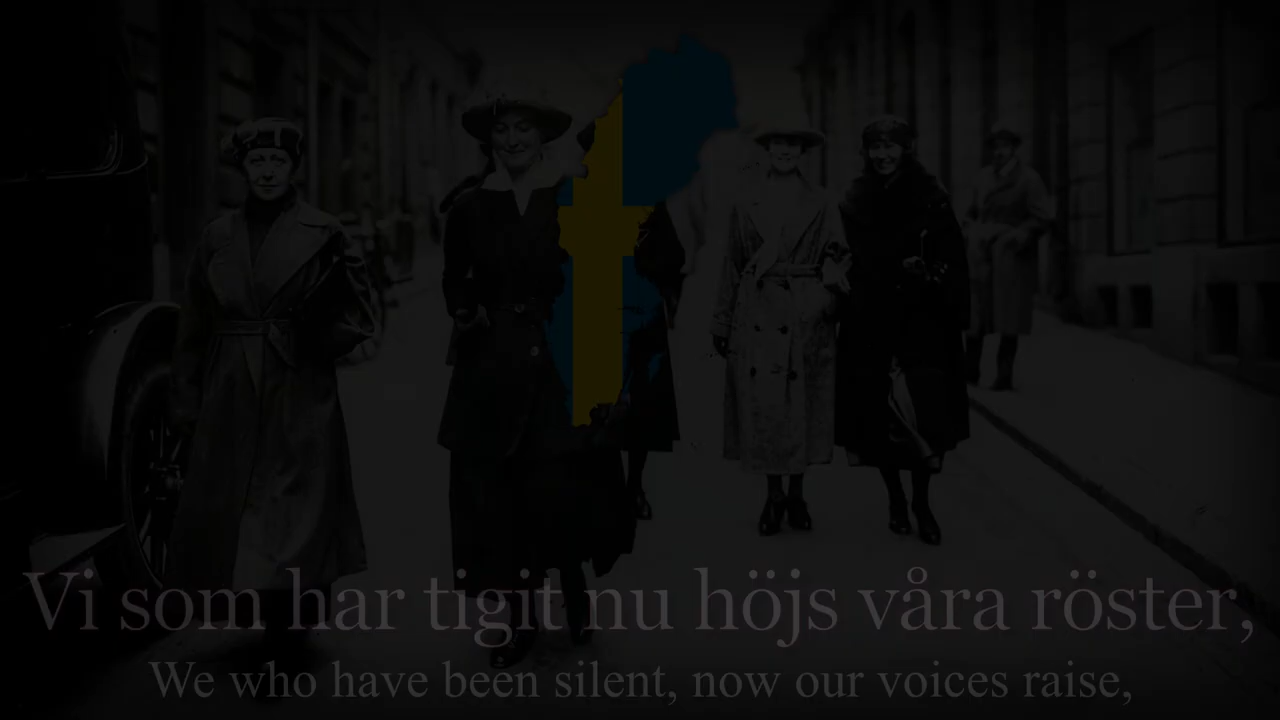 Vi som har tigit nu höjs våra röster,
We who have been silent, now our voices raise,